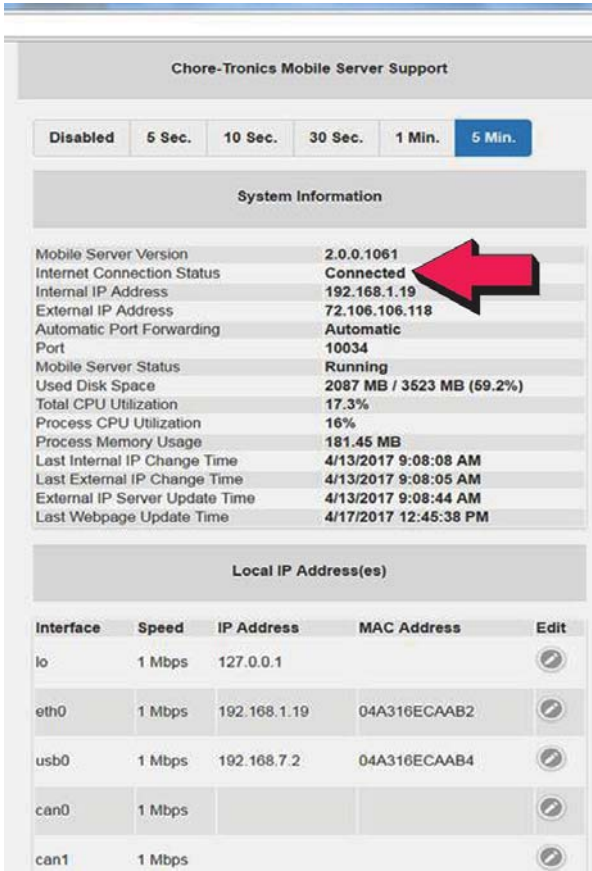 Chore-Tronics Mobile Server Support
Disabled 5 Sec. 10 Sec. 30 Sec. 1 Min. 5 Min.
System Information
Mobile Server Version 2.0.0.1061
Internet Connection Status Connected
Internal IP Address 192.168.1.19
External IP Address 72.106.106.118
Automatic Port Forwarding Automatic
Port 10034
Mobile Server Status Running
Used Disk Space 2087 MB / 3523 MB (59.2%)
Total CPU Utilization 17.3%
Process CPU Utilization 16%
Process Memory Usage 181.45 MB
Last Internal IP Change Time 4/13/2017 9:08:08 AM
Last External IP Change Time 4/13/2017 9:08:05 AM
External IP Server Update Time 4/13/2017 9:08:44 AM
Last Webpage Update Time 4/17/2017 12:45:38 PM
Local IP Address(es)
Interface Speed IP Address MAC Address Edit
lo 1 Mbps 127.0.0.1
eth0 1 Mbps 192.168.1.19 04A316ECAAB2
usb0 1 Mbps 192.168.7.2 04A316ECAAB4
can0 1 Mbps
can1 1 Mbps